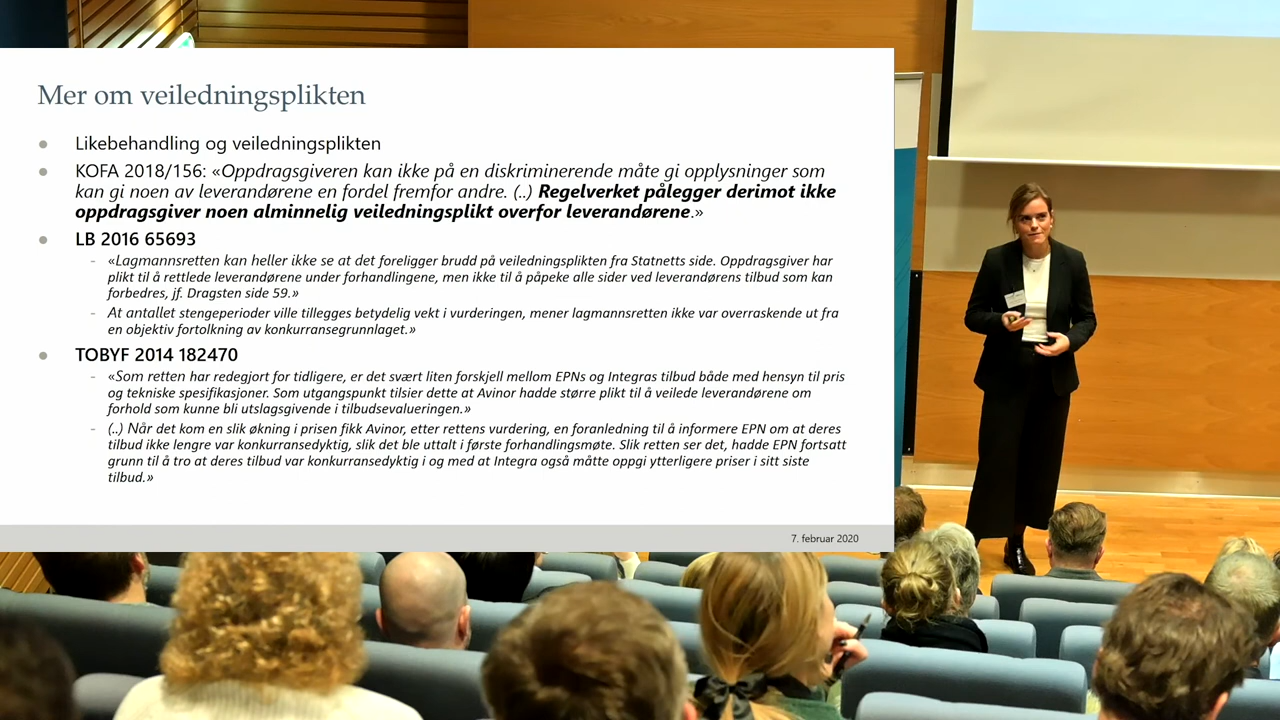 Mer om veiledningsplikten
Likebehandling og veiledningsplikten
KOFA 2018/156: «Oppdragsgiveren kan ikke på en diskriminerende måte gi opplysninger som
kan gi noen av leverandørene en fordel fremfor andre. (..) Regelverket pålegger derimot ikke
oppdragsgiver noen alminnelig veiledningsplikt overfor leverandørene.»
LB 2016 65693
- «Lagmannsretten kan heller ikke se at det foreligger brudd på veiledningsplikten fra Statnetts side. Oppdragsgiver har
plikt til å rettlede leverandørene under forhandlingene, men ikke til å påpeke alle sider ved leverandørens tilbud som kan
forbedres, jf. Dragsten side 59.»
- At antallet stengeperioder ville tillegges betydelig vekt i vurderingen, mener lagmannsretten ikke var overraskende ut fra
en objektiv fortolkning av konkurransegrunnlaget.»
TOBYF 2014 182470
- «Som retten har redegjort for tidligere, er det svært liten forskjell mellom EPNs og Integras tilbud både med hensyn til pris
og tekniske spesifikasjoner. Som utgangspunkt tilsier dette at Avinor hadde større plikt til å veilede leverandørene om
forhold som kunne bli utslagsgivende i tilbudsevalueringen.»
- (..) Når det kom en slik økning i prisen fikk Avinor, etter rettens vurdering, en foranledning til å informere EPN om at deres
tilbud ikke lengre var konkurransedyktig, slik det ble uttalt i første forhandlingsmøte. Slik retten ser det, hadde EPN fortsatt
grunn til å tro at deres tilbud var konkurransedyktig i og med at Integra også måtte oppgi ytterligere priser i sitt siste
tilbud.»
7. februar 2020